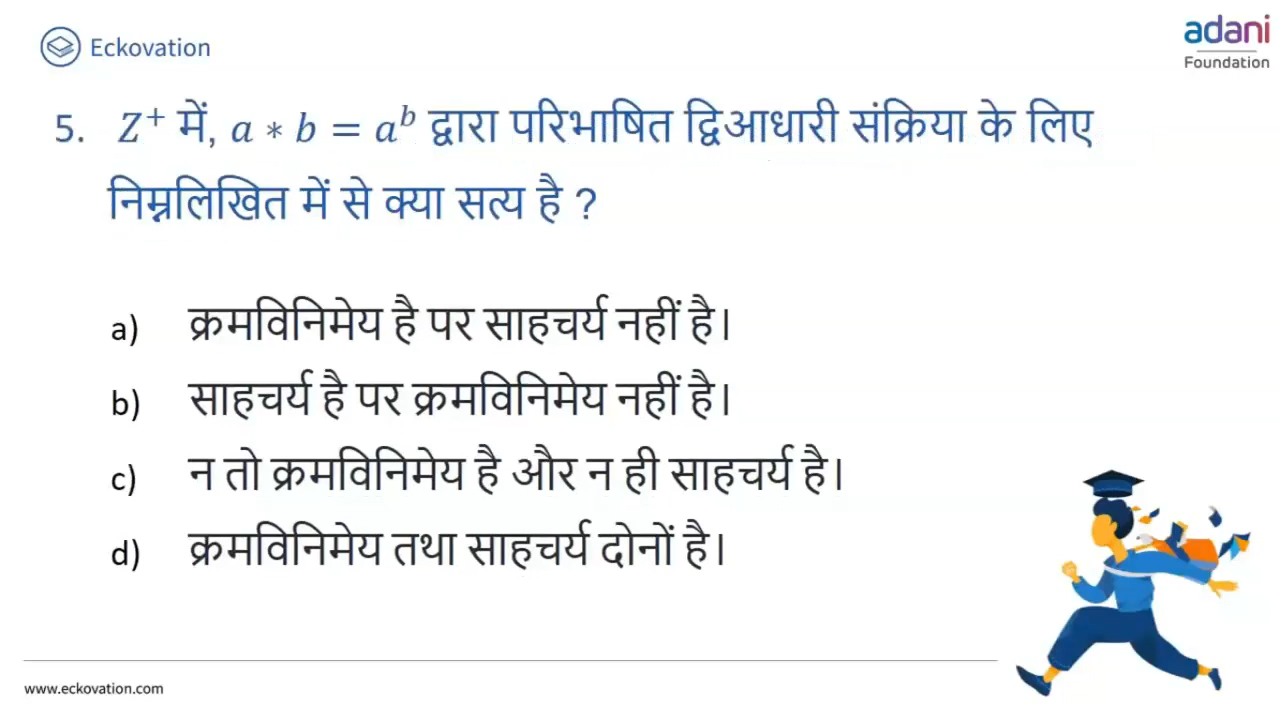 Eckovation
adani
Foundation
5. Z⁺ में, a ∗ b = aᵇ द्वारा परिभाषित द्विआधारी संक्रिया के लिए
निम्नलिखित में से क्या सत्य है ?
a) क्रमविनिमेय है पर साहचर्य नहीं है।
b) साहचर्य है पर क्रमविनिमेय नहीं है।
c) न तो क्रमविनिमेय है और न ही साहचर्य है।
d) क्रमविनिमेय तथा साहचर्य दोनों है।
www.eckovation.com